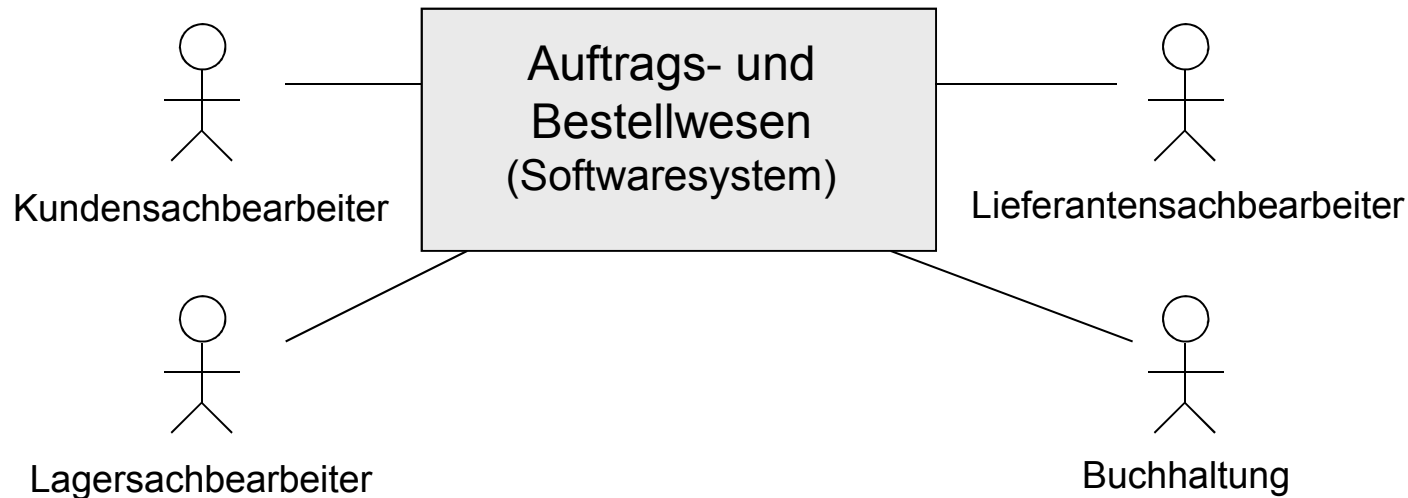 Auftrags- und
Bestellwesen
(Softwaresystem)
Kundensachbearbeiter
Lieferantensachbearbeiter
Lagersachbearbeiter
Buchhaltung